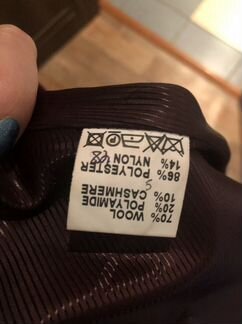 70% WOOL
20% POLYAMIDE
10% CASHMERE
S
86% POLYESTER
14% NYLON
P